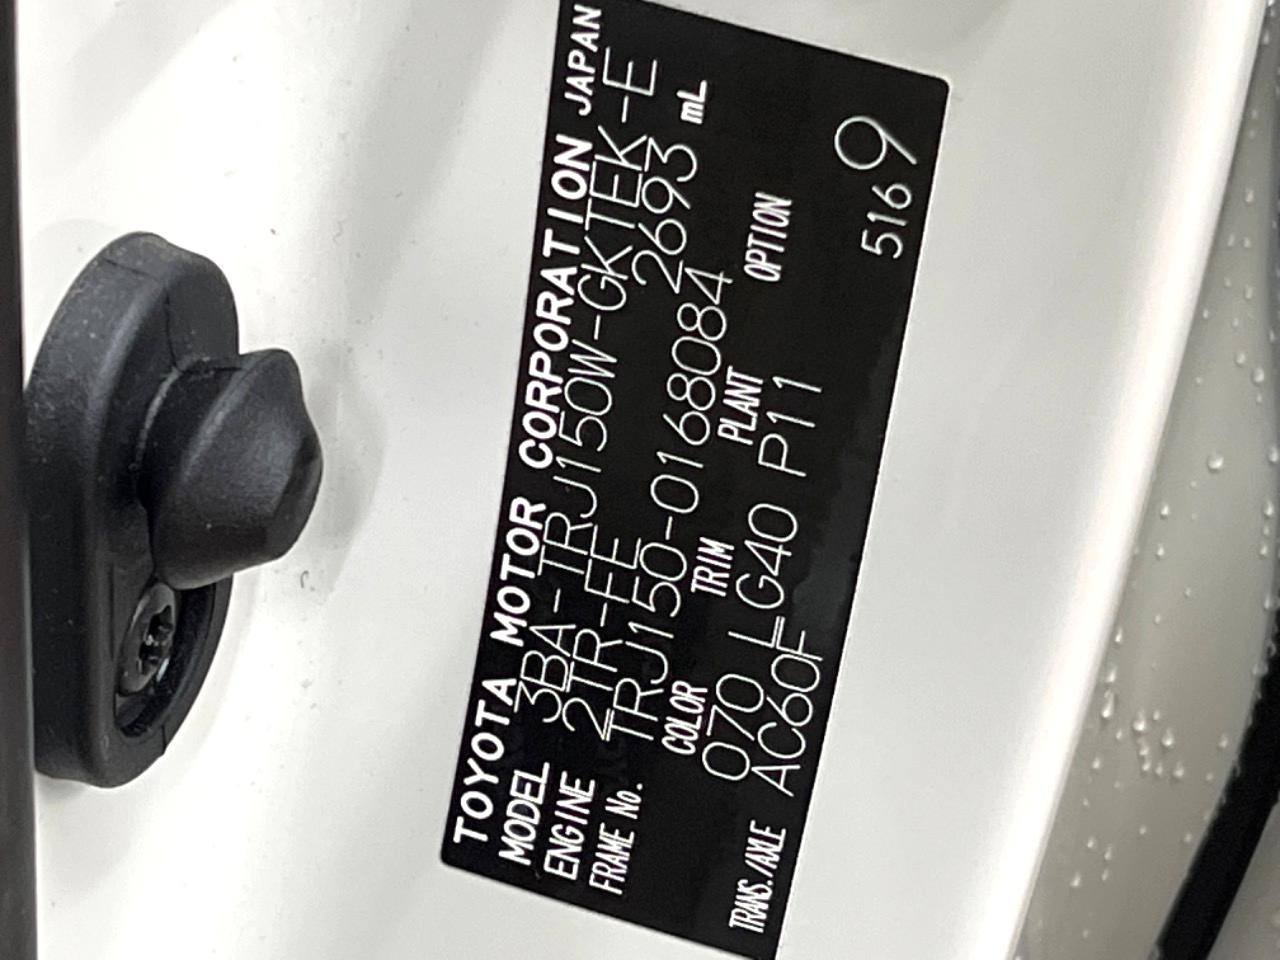 TOYOTA MOTOR CORPORATION JAPAN
MODEL 3BA-TRJ150W-GKTEK-E
ENGINE 2TR-FE 2693 mL
FRAME No. TRJ150-0168084
COLOR TRIM PLANT OPTION
070 LG40 P11
TRANS./AXLE AC60F
5169